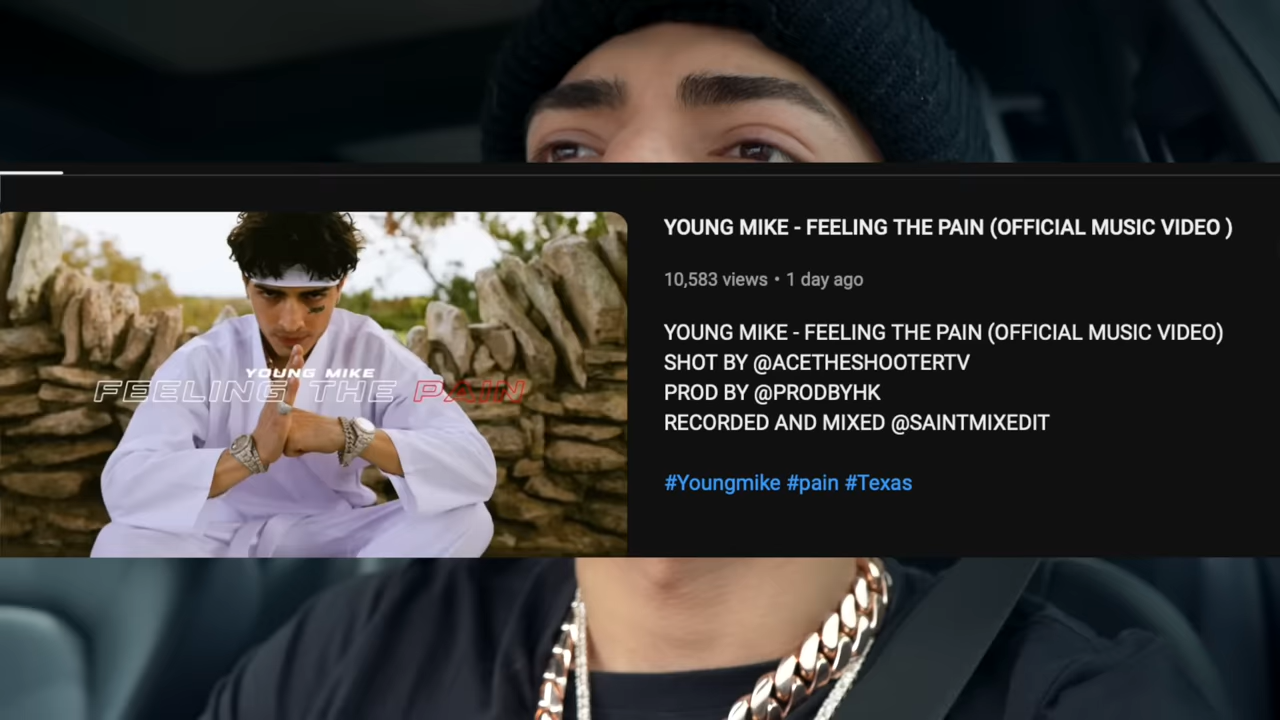 YOUNG MIKE
FEELING THE PAIN
YOUNG MIKE - FEELING THE PAIN (OFFICIAL MUSIC VIDEO )
10,583 views • 1 day ago
YOUNG MIKE - FEELING THE PAIN (OFFICIAL MUSIC VIDEO)
SHOT BY @ACETHESHOOTERTV
PROD BY @PRODBYHK
RECORDED AND MIXED @SAINTMIXEDIT
#Youngmike #pain #Texas